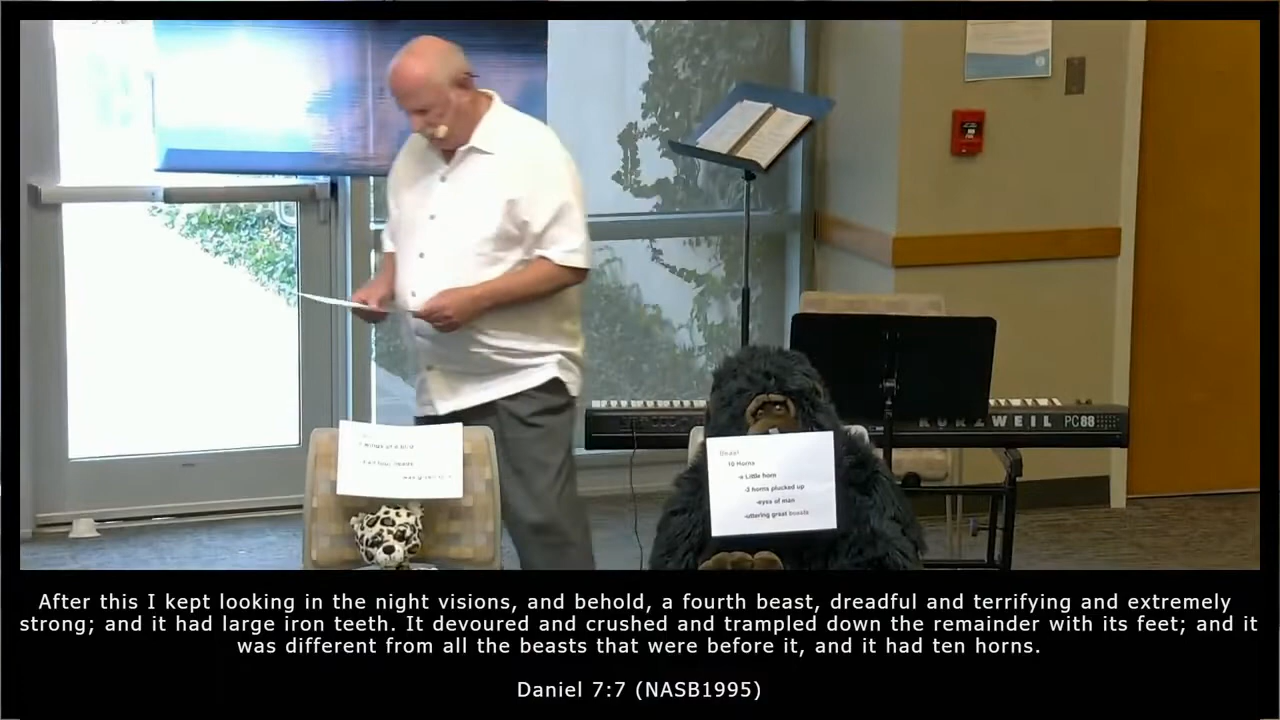 Beast
10 Horns
-a Little horn
-3 horns plucked up
-eyes of man
-uttering great boasts
KURZWEIL PC88
After this I kept looking in the night visions, and behold, a fourth beast, dreadful and terrifying and extremely
strong; and it had large iron teeth. It devoured and crushed and trampled down the remainder with its feet; and it
was different from all the beasts that were before it, and it had ten horns.
Daniel 7:7 (NASB1995)